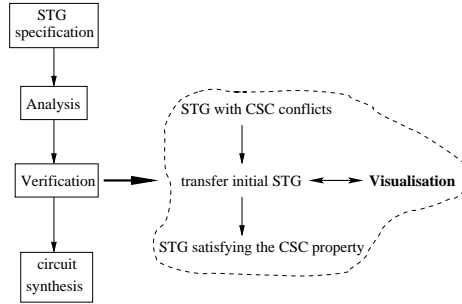 STG
specification
Analysis
Verification
circuit
synthesis
STG with CSC conflicts
transfer initial STG
Visualisation
STG satisfying the CSC property